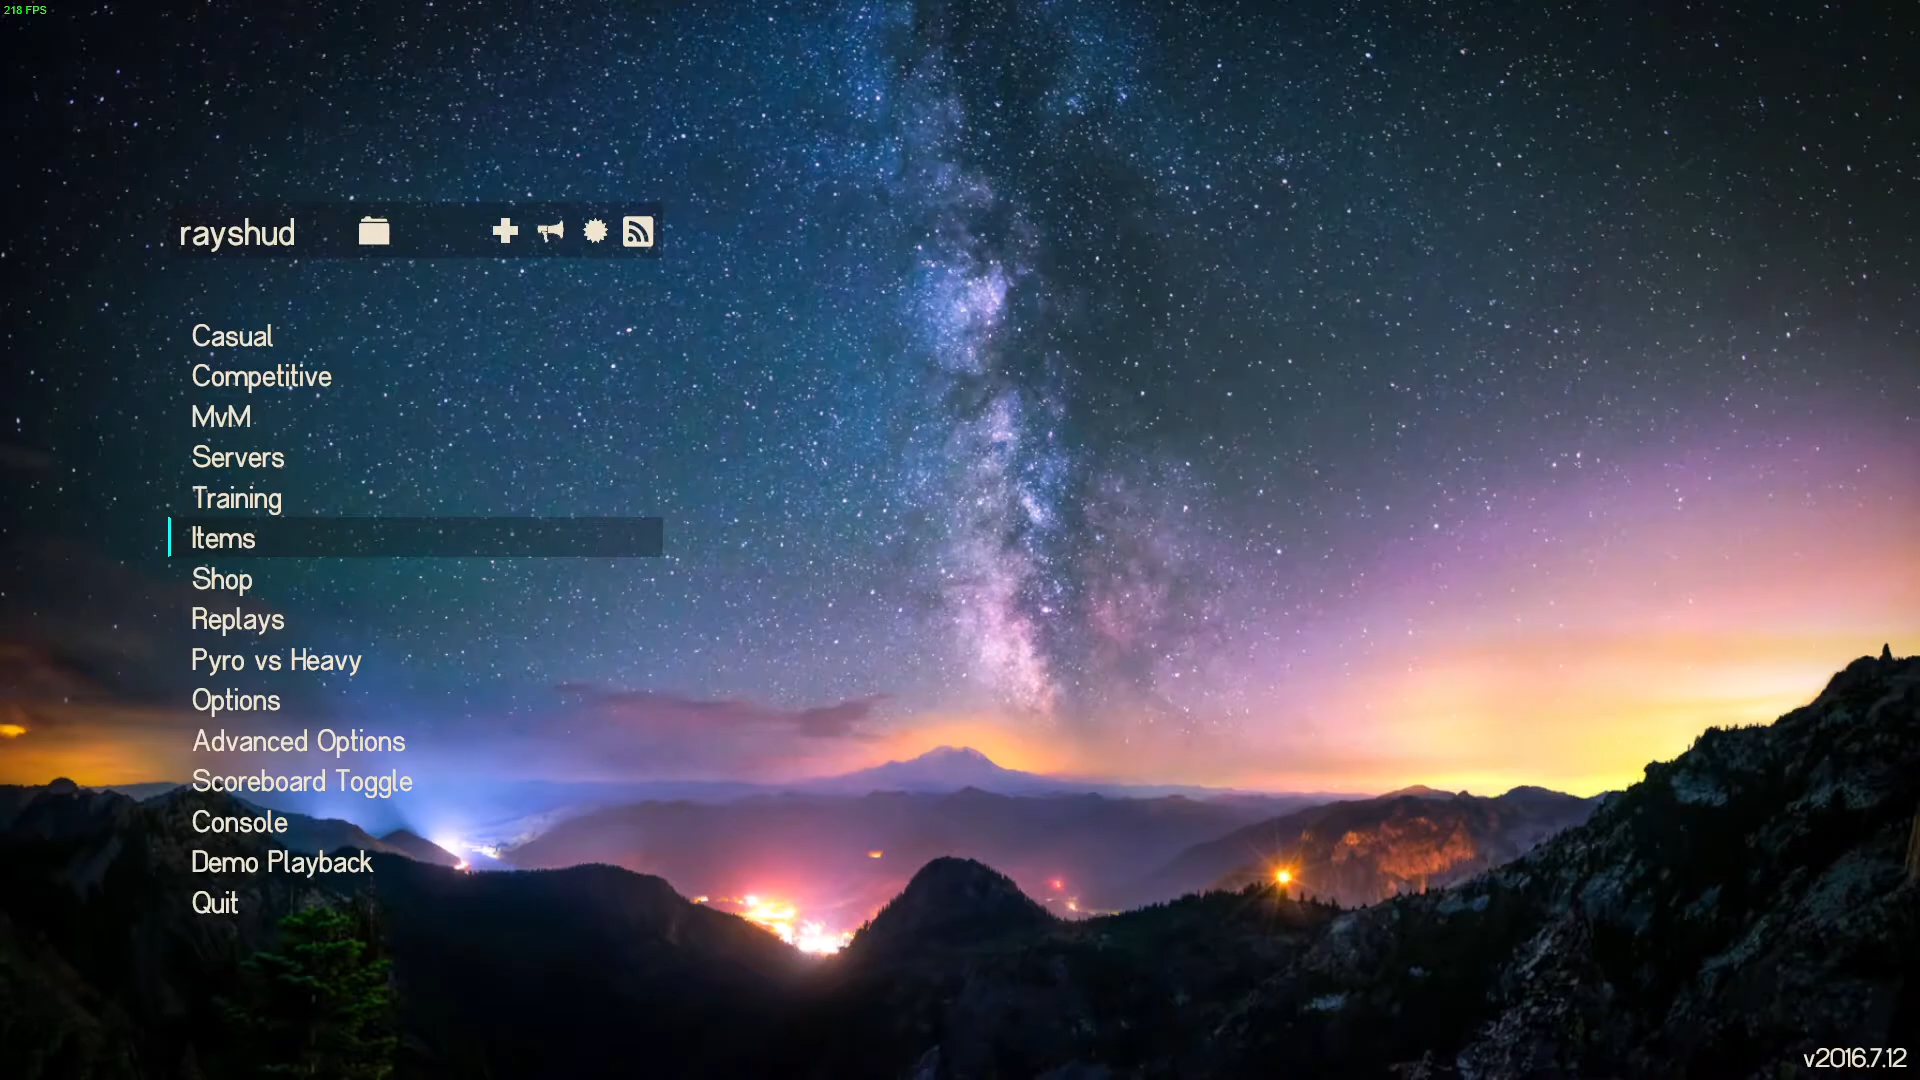 218 FPS
rayshud
Casual
Competitive
MvM
Servers
Training
Items
Shop
Replays
Pyro vs Heavy
Options
Advanced Options
Scoreboard Toggle
Console
Demo Playback
Quit
v2016.7.12